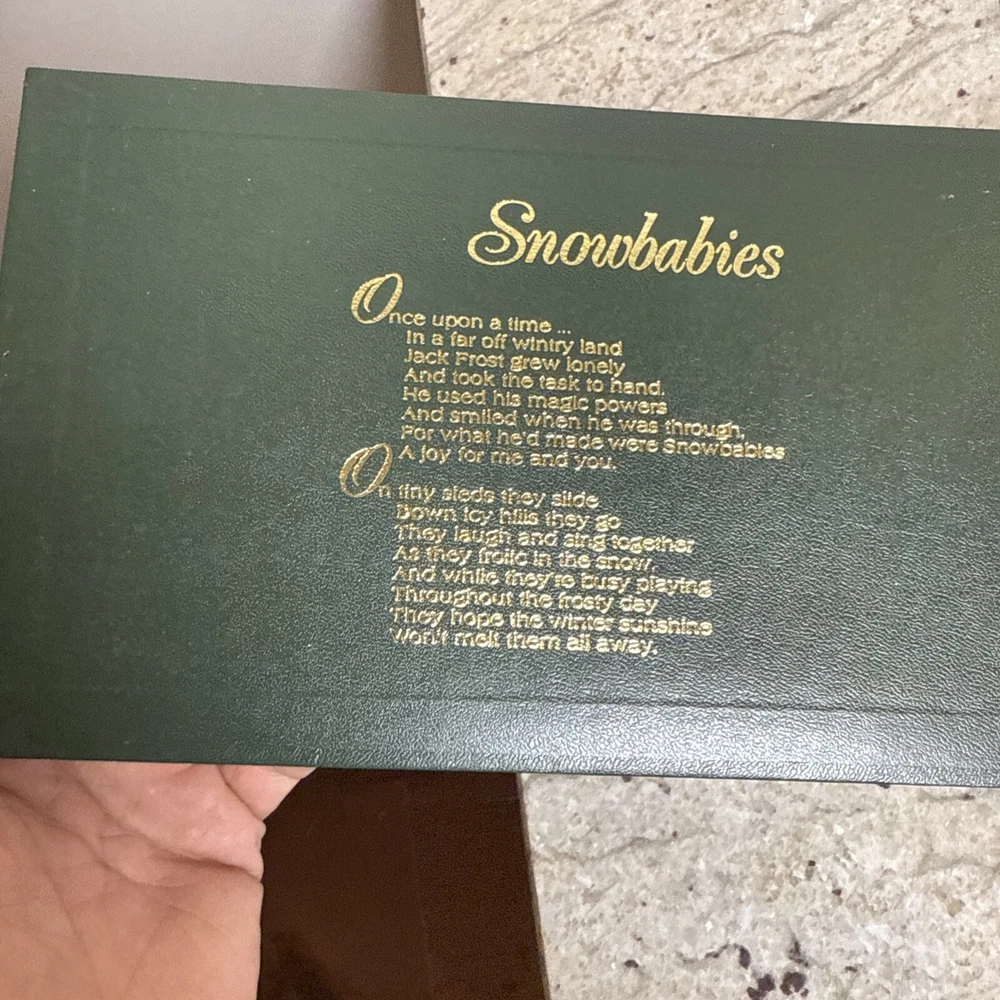 Snowbabies
Once upon a time ...
In a far off wintry land
Jack Frost grew lonely
And took the task to hand.
He used his magic powers
And smiled when he was through,
For what he'd made were Snowbabies
A joy for me and you.
On tiny sleds they slide
Down icy hills they go
They laugh and sing together
As they frolic in the snow.
And while they're busy playing
Throughout the frosty day
They hope the winter sunshine
Won't melt them all away.